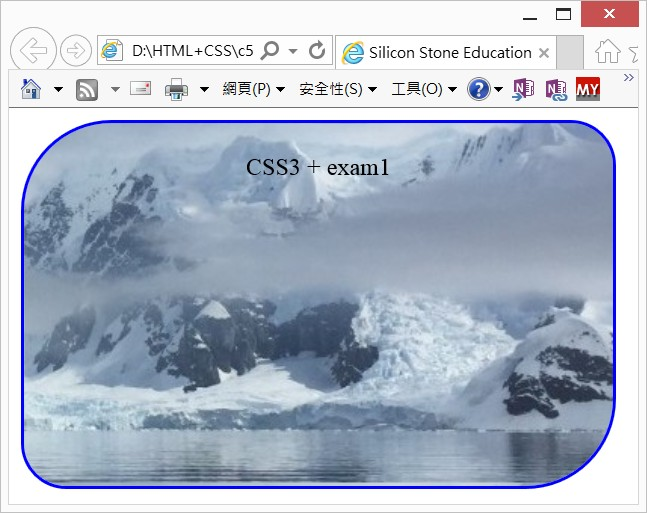 D:\HTML+CSS\c5
Silicon Stone Education
網頁(P) 安全性(S) 工具(O) ? N N MY
CSS3 + exam1